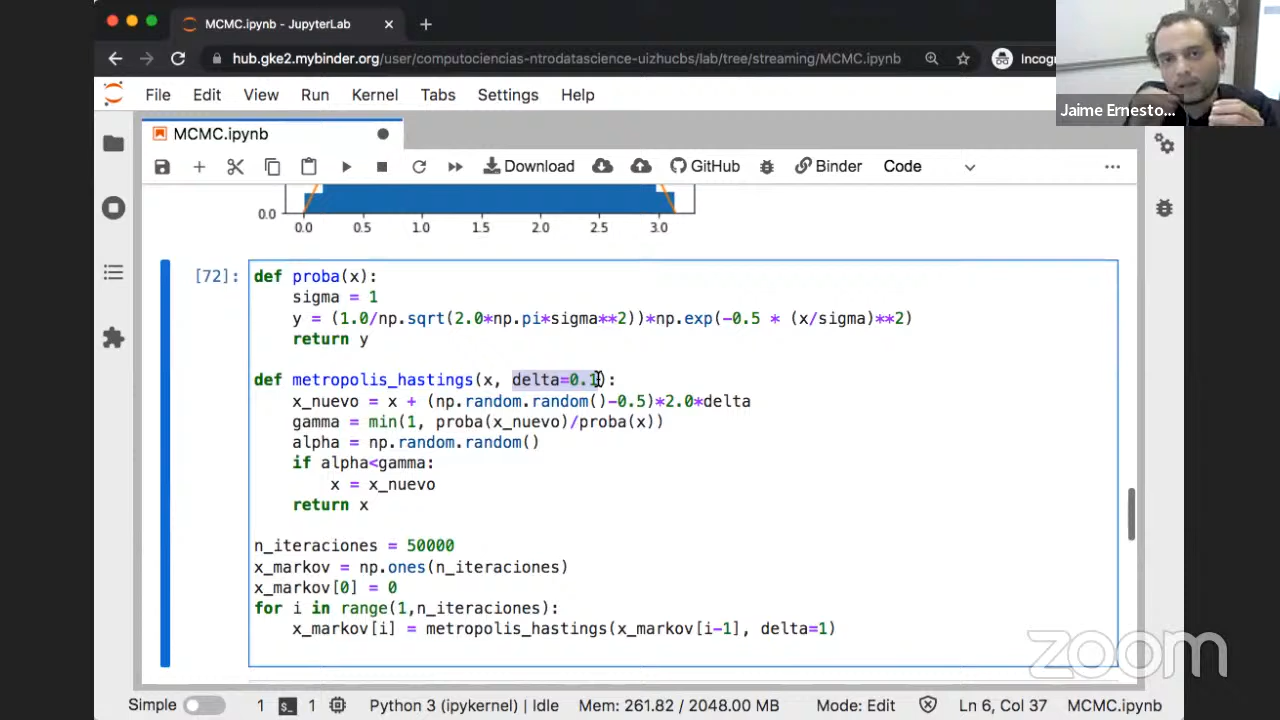 MCMC.ipynb - JupyterLab
hub.gke2.mybinder.org/user/computociencias-ntrodatascience-uizhucbs/lab/tree/streaming/MCMC.ipynb
Incog
Jaime Ernesto...
File Edit View Run Kernel Tabs Settings Help
MCMC.ipynb
Download GitHub Binder Code
0.0
0.0 0.5 1.0 1.5 2.0 2.5 3.0
[72]:
def proba(x):
sigma = 1
y = (1.0/np.sqrt(2.0*np.pi*sigma**2))*np.exp(-0.5 * (x/sigma)**2)
return y
def metropolis_hastings(x, delta=0.1):
x_nuevo = x + (np.random.random()-0.5)*2.0*delta
gamma = min(1, proba(x_nuevo)/proba(x))
alpha = np.random.random()
if alpha<gamma:
x = x_nuevo
return x
n_iteraciones = 50000
x_markov = np.ones(n_iteraciones)
x_markov[0] = 0
for i in range(1,n_iteraciones):
x_markov[i] = metropolis_hastings(x_markov[i-1], delta=1)
zoom
Simple 1 1 Python 3 (ipykernel) | Idle Mem: 261.82 / 2048.00 MB Mode: Edit Ln 6, Col 37 MCMC.ipynb